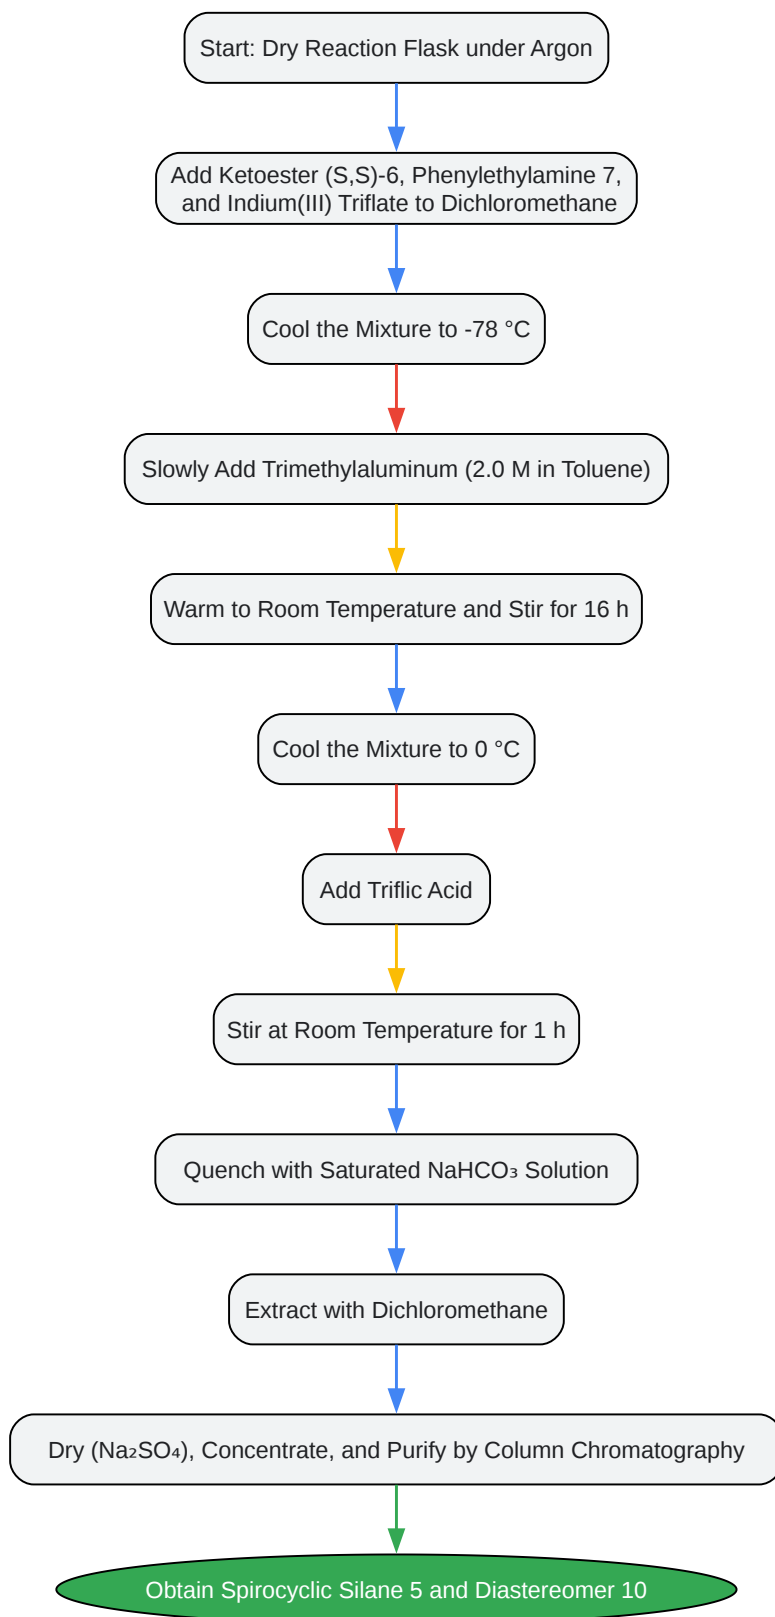 Start: Dry Reaction Flask under Argon
Add Ketoester (S,S)-6, Phenylethylamine 7,
and Indium(III) Triflate to Dichloromethane
Cool the Mixture to -78 °C
Slowly Add Trimethylaluminum (2.0 M in Toluene)
Warm to Room Temperature and Stir for 16 h
Cool the Mixture to 0 °C
Add Triflic Acid
Stir at Room Temperature for 1 h
Quench with Saturated NaHCO₃ Solution
Extract with Dichloromethane
Dry (Na₂SO₄), Concentrate, and Purify by Column Chromatography
Obtain Spirocyclic Silane 5 and Diastereomer 10